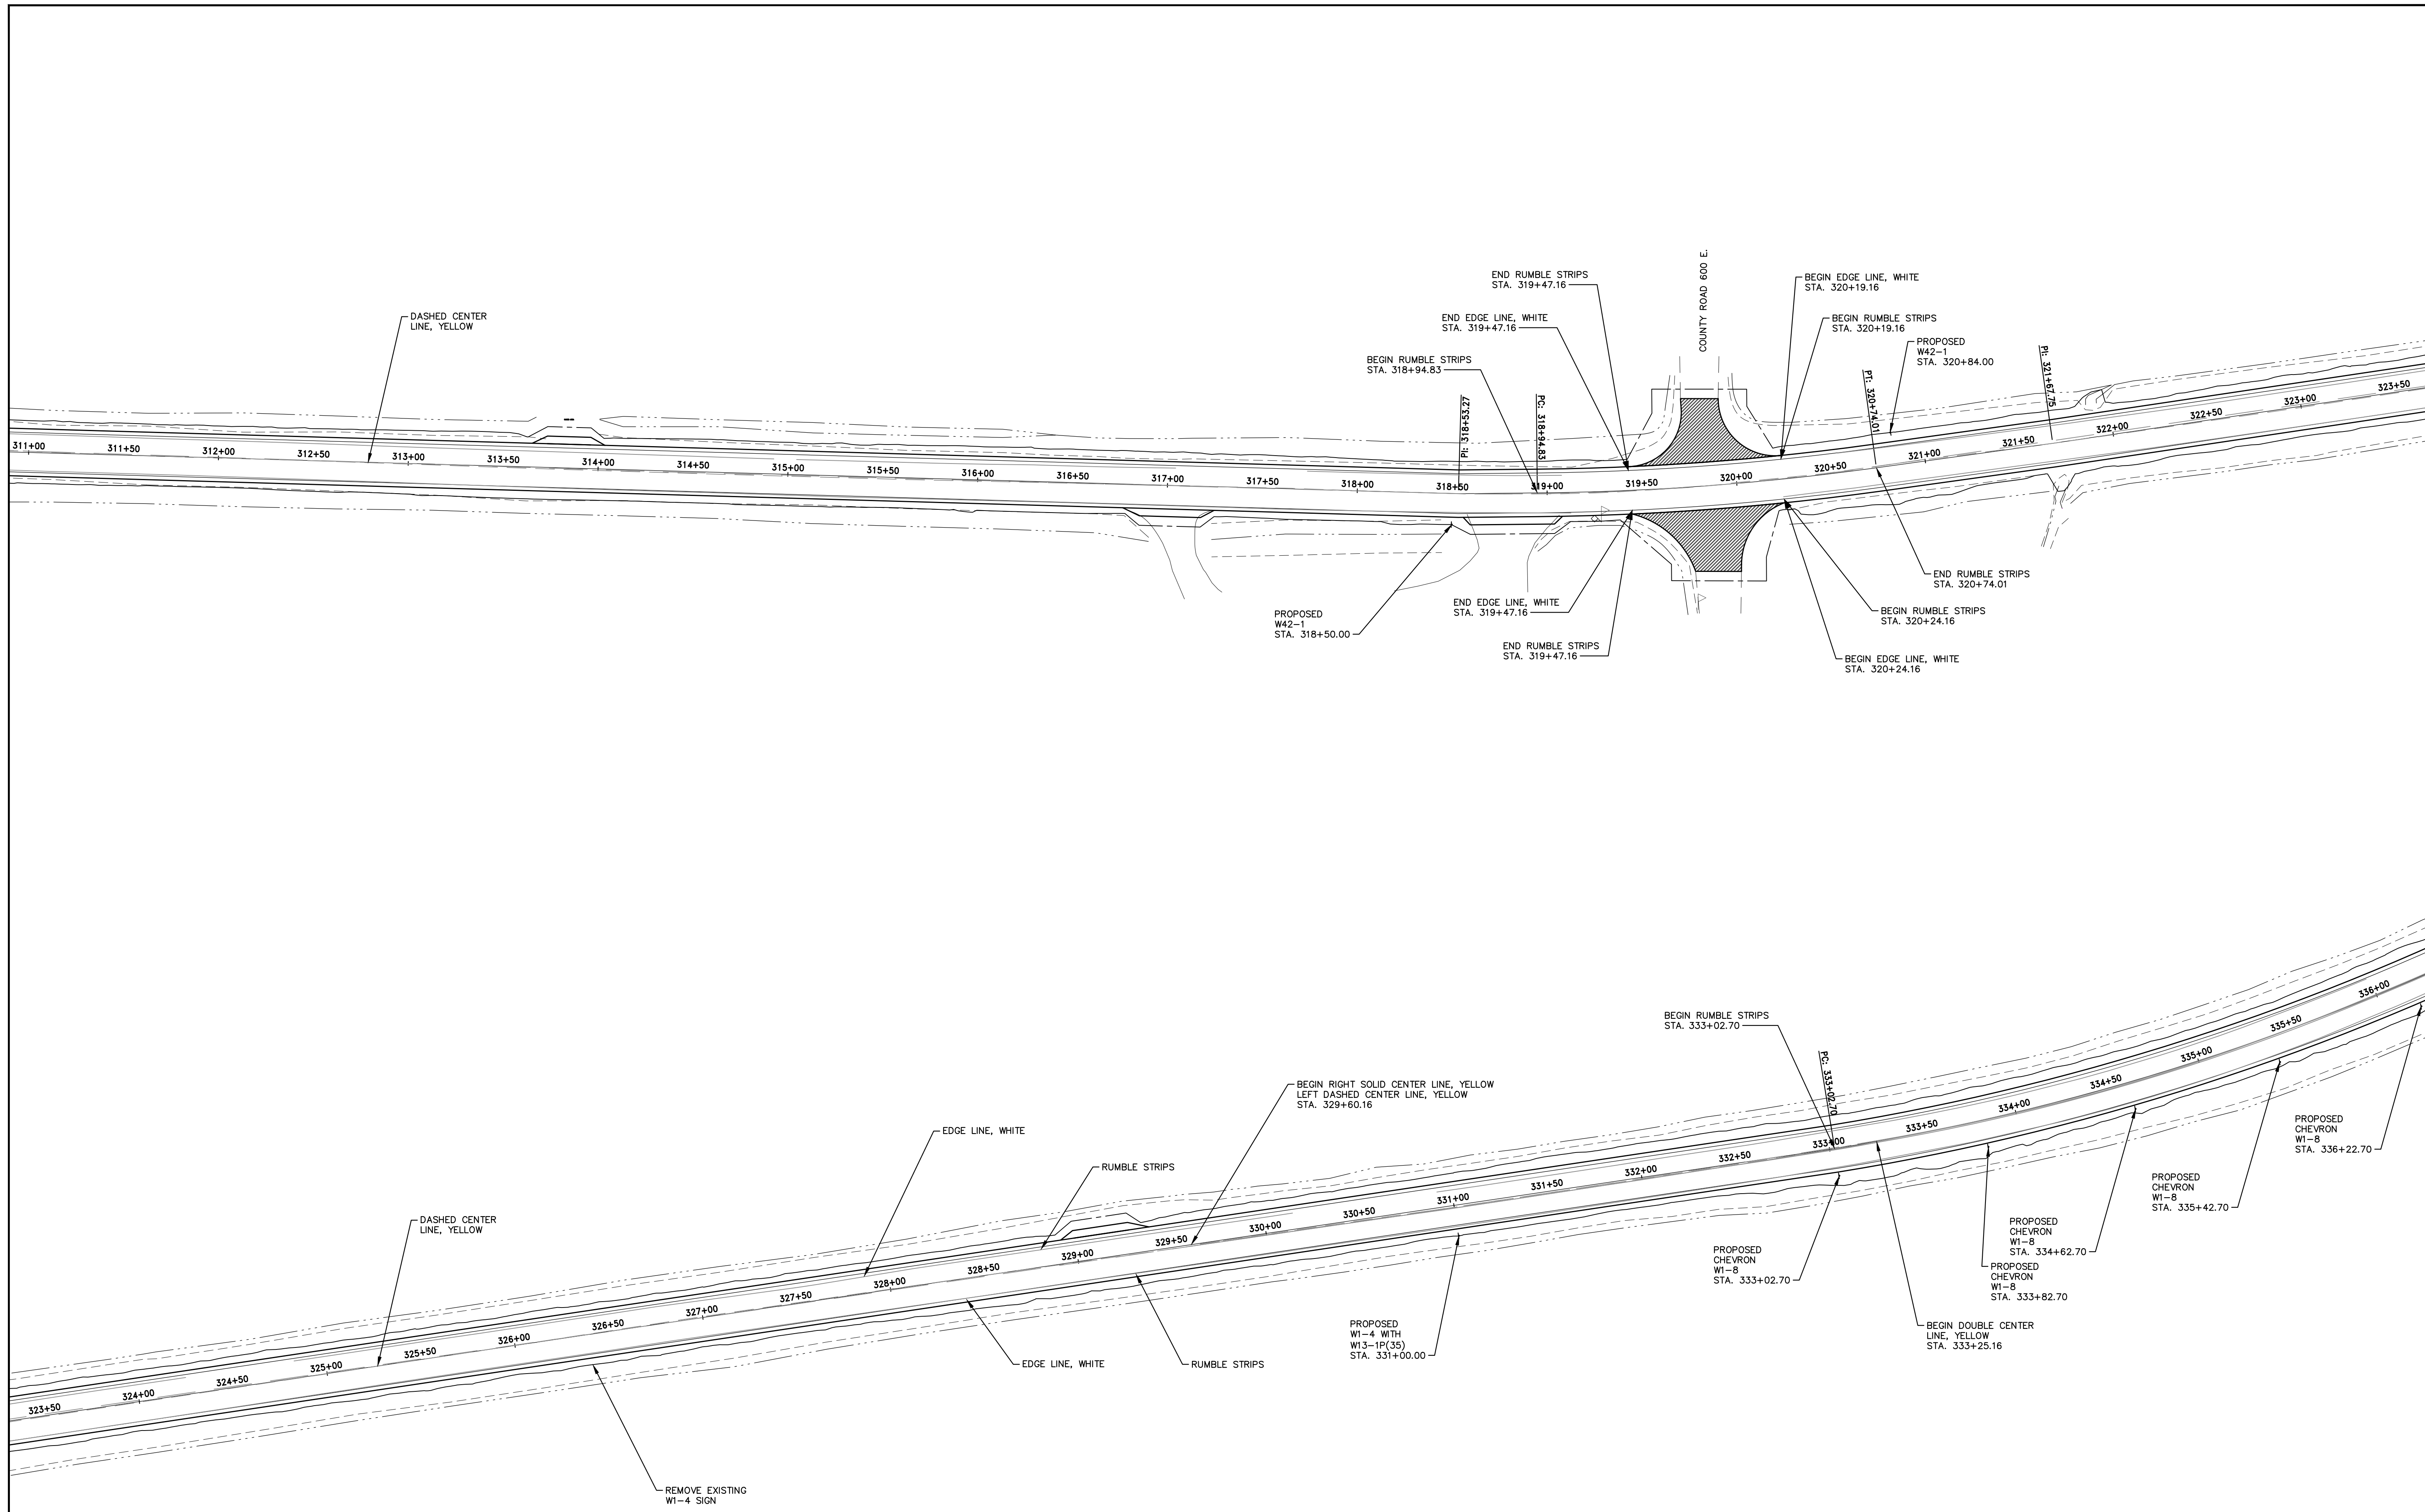 COUNTY ROAD 600 E.
END RUMBLE STRIPS
STA. 319+47.16
BEGIN EDGE LINE, WHITE
STA. 320+19.16
DASHED CENTER
LINE, YELLOW
END EDGE LINE, WHITE
STA. 319+47.16
BEGIN RUMBLE STRIPS
STA. 320+19.16
PROPOSED
W42-1
STA. 320+84.00
BEGIN RUMBLE STRIPS
STA. 318+94.83
PI: 318+53.27
PC: 318+94.83
PT: 320+74.01
PI: 321+67.75
311+00
311+50
312+00
312+50
313+00
313+50
314+00
314+50
315+00
315+50
316+00
316+50
317+00
317+50
318+00
318+50
319+00
319+50
320+00
320+50
321+00
321+50
322+00
322+50
323+00
323+50
END RUMBLE STRIPS
STA. 320+74.01
PROPOSED
W42-1
STA. 318+50.00
END EDGE LINE, WHITE
STA. 319+47.16
BEGIN RUMBLE STRIPS
STA. 320+24.16
END RUMBLE STRIPS
STA. 319+47.16
BEGIN EDGE LINE, WHITE
STA. 320+24.16
BEGIN RUMBLE STRIPS
STA. 333+02.70
PC: 333+02.70
BEGIN RIGHT SOLID CENTER LINE, YELLOW
LEFT DASHED CENTER LINE, YELLOW
STA. 329+60.16
EDGE LINE, WHITE
RUMBLE STRIPS
DASHED CENTER
LINE, YELLOW
323+50
324+00
324+50
325+00
325+50
326+00
326+50
327+00
327+50
328+00
328+50
329+00
329+50
330+00
330+50
331+00
331+50
332+00
332+50
333+00
333+50
334+00
334+50
335+00
335+50
336+00
PROPOSED
CHEVRON
W1-8
STA. 336+22.70
PROPOSED
CHEVRON
W1-8
STA. 335+42.70
PROPOSED
CHEVRON
W1-8
STA. 334+62.70
PROPOSED
CHEVRON
W1-8
STA. 333+02.70
PROPOSED
CHEVRON
W1-8
STA. 333+82.70
PROPOSED
W1-4 WITH
W13-1P(35)
STA. 331+00.00
BEGIN DOUBLE CENTER
LINE, YELLOW
STA. 333+25.16
EDGE LINE, WHITE
RUMBLE STRIPS
REMOVE EXISTING
W1-4 SIGN